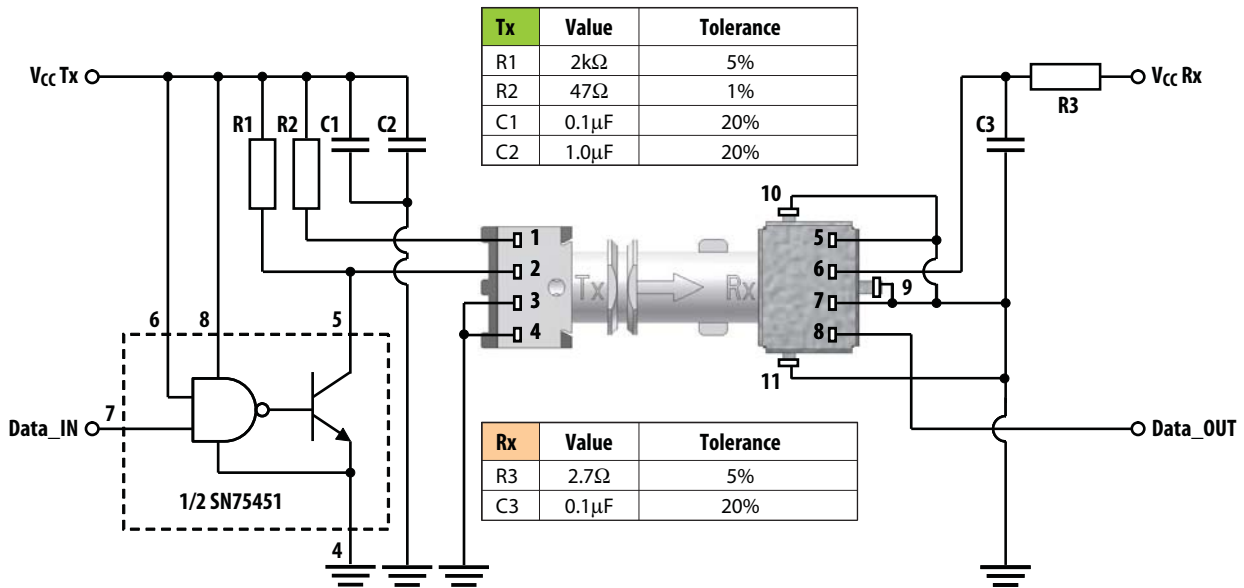 Tx Value Tolerance
R1 2kΩ 5%
R2 47Ω 1%
C1 0.1μF 20%
C2 1.0μF 20%
VCC Tx
R1 R2 C1 C2
VCC Rx
R3
C3
10
1
2
3
4
Tx
Rx
5
6
7
8
9
11
6 8 5
Data_IN 7
1/2 SN75451
4
Rx Value Tolerance
R3 2.7Ω 5%
C3 0.1μF 20%
Data_OUT